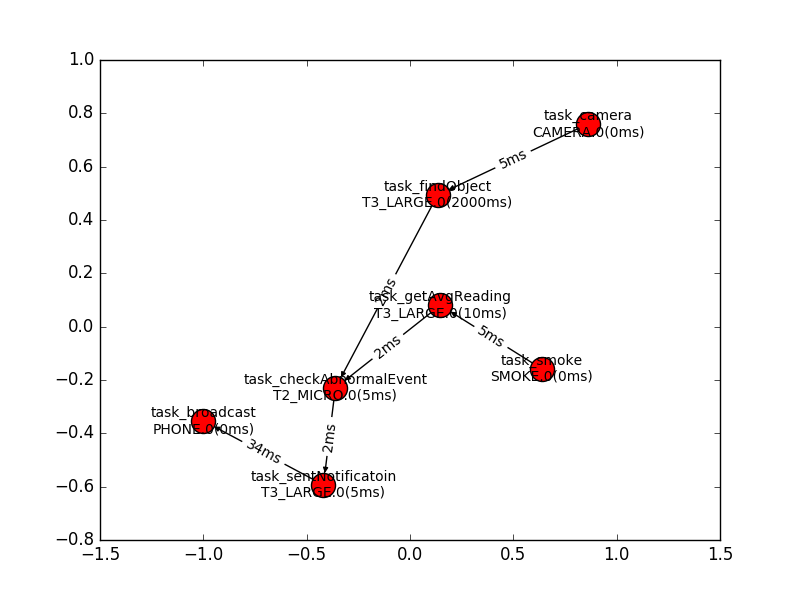 1.0
0.8
0.6
0.4
0.2
0.0
−0.2
−0.4
−0.6
−0.8
−1.5
−1.0
−0.5
0.0
0.5
1.0
1.5
task_camera
CAMERA.0(0ms)
5ms
task_findObject
T3_LARGE.0(2000ms)
2ms
task_getAvgReading
T3_LARGE.0(10ms)
2ms
5ms
task_smoke
SMOKE.0(0ms)
task_checkAbnormalEvent
T2_MICRO.0(5ms)
task_broadcast
PHONE.0(0ms)
34ms
2ms
task_sentNotificatoin
T3_LARGE.0(5ms)